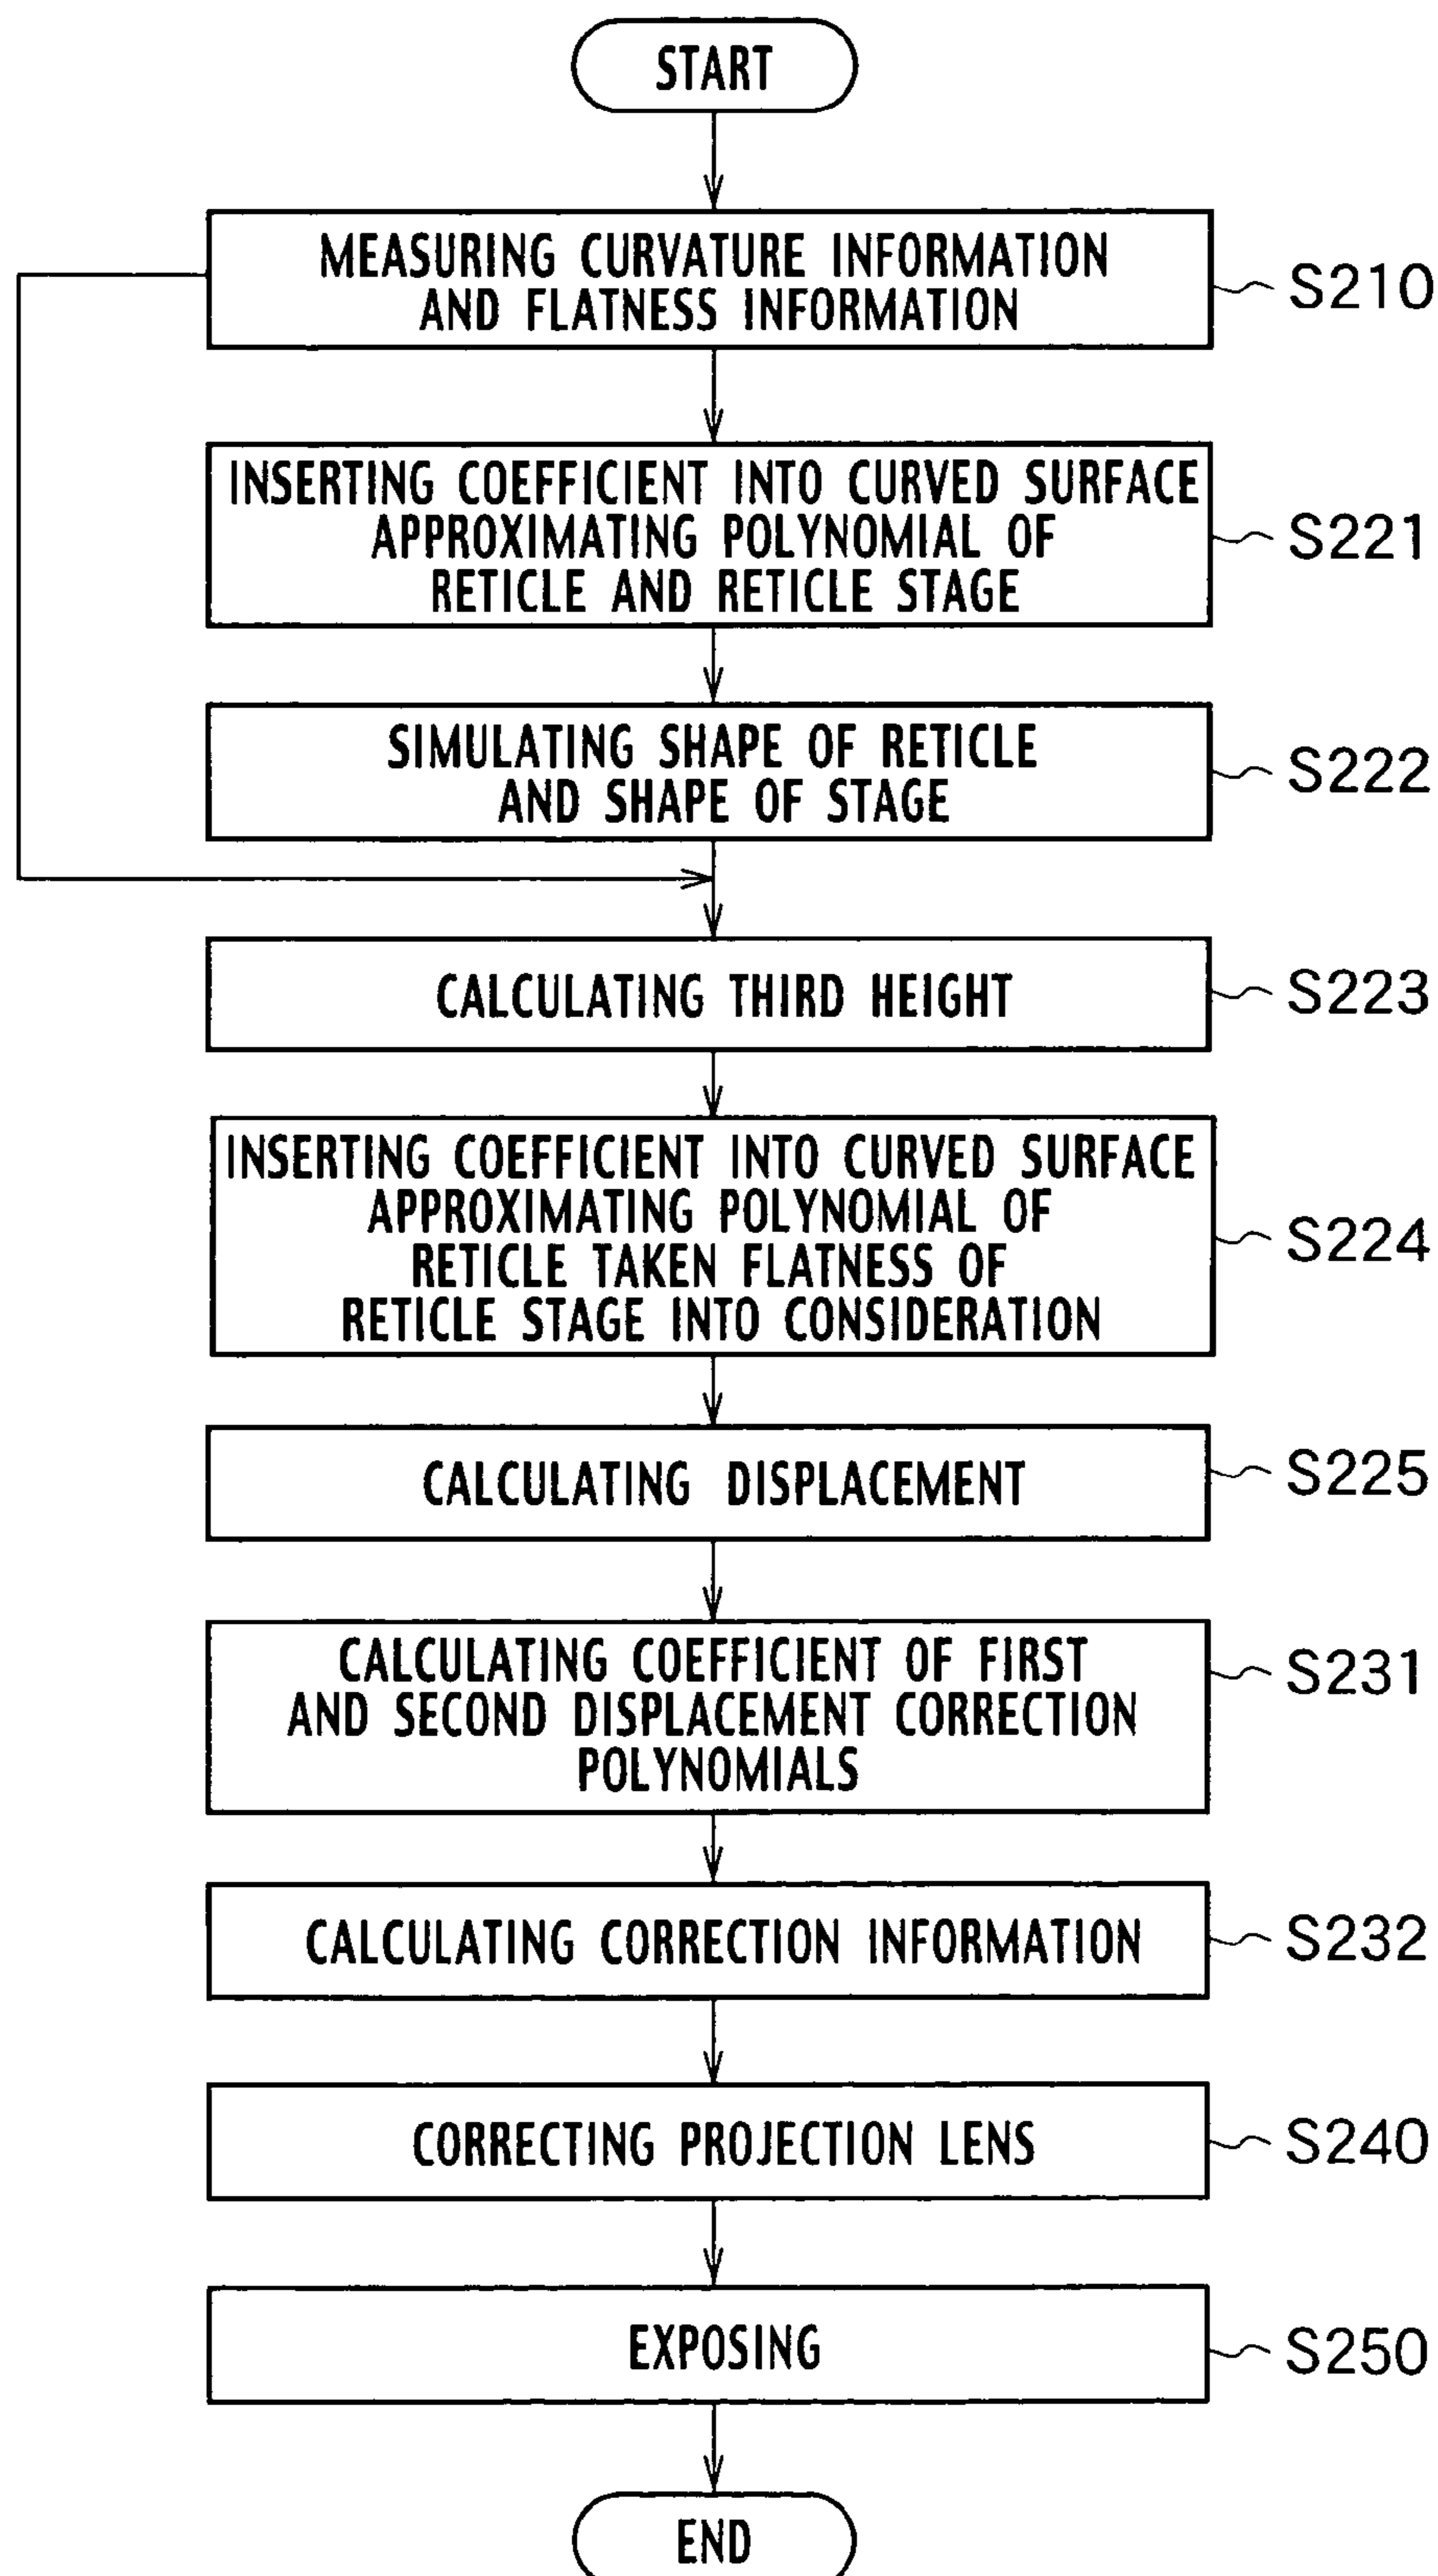 START
MEASURING CURVATURE INFORMATION
AND FLATNESS INFORMATION
S210
INSERTING COEFFICIENT INTO CURVED SURFACE
APPROXIMATING POLYNOMIAL OF
RETICLE AND RETICLE STAGE
S221
SIMULATING SHAPE OF RETICLE
AND SHAPE OF STAGE
S222
CALCULATING THIRD HEIGHT
S223
INSERTING COEFFICIENT INTO CURVED SURFACE
APPROXIMATING POLYNOMIAL OF
RETICLE TAKEN FLATNESS OF
RETICLE STAGE INTO CONSIDERATION
S224
CALCULATING DISPLACEMENT
S225
CALCULATING COEFFICIENT OF FIRST
AND SECOND DISPLACEMENT CORRECTION
POLYNOMIALS
S231
CALCULATING CORRECTION INFORMATION
S232
CORRECTING PROJECTION LENS
S240
EXPOSING
S250
END